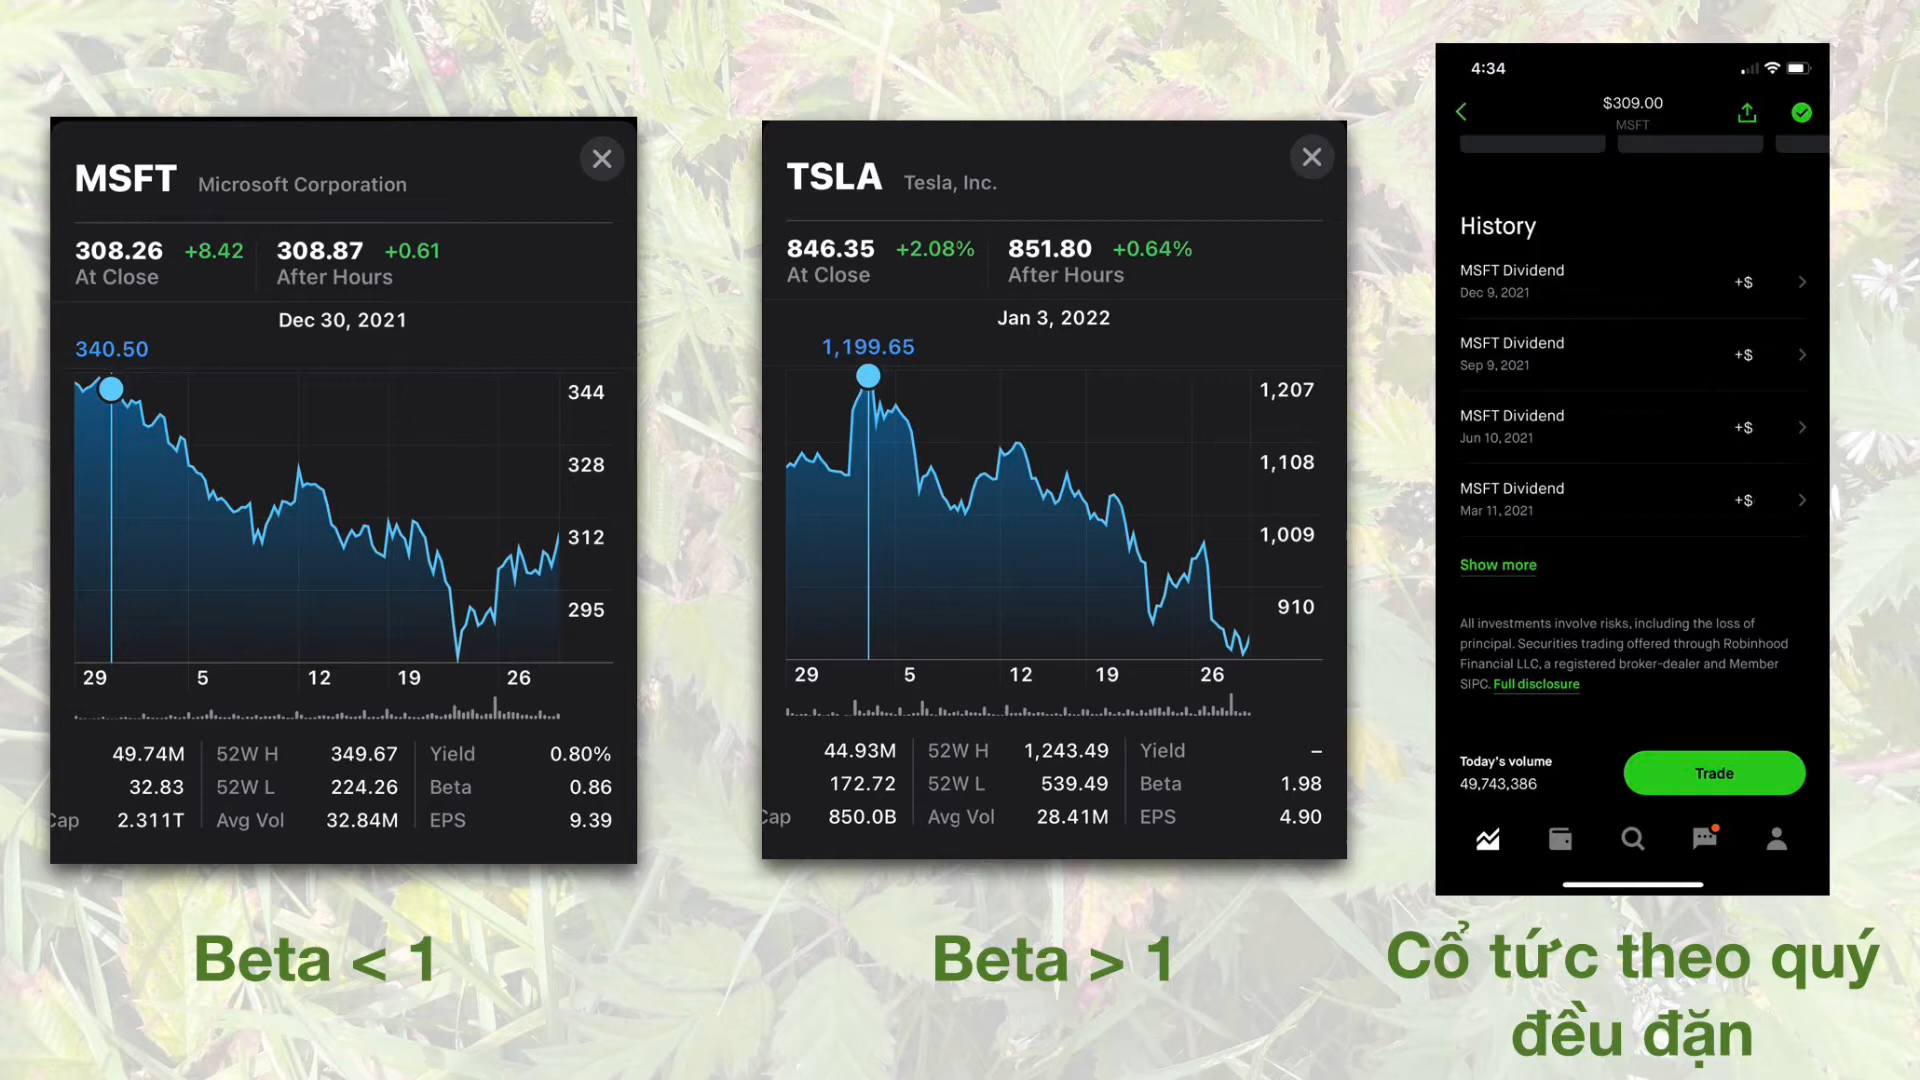 MSFT Microsoft Corporation
308.26 +8.42 308.87 +0.61
At Close After Hours
Dec 30, 2021
340.50
344
328
312
295
29 5 12 19 26
49.74M 52W H 349.67 Yield 0.80%
32.83 52W L 224.26 Beta 0.86
Cap 2.311T Avg Vol 32.84M EPS 9.39
Beta < 1
TSLA Tesla, Inc.
846.35 +2.08% 851.80 +0.64%
At Close After Hours
Jan 3, 2022
1,199.65
1,207
1,108
1,009
910
29 5 12 19 26
44.93M 52W H 1,243.49 Yield –
172.72 52W L 539.49 Beta 1.98
Cap 850.0B Avg Vol 28.41M EPS 4.90
Beta > 1
4:34
$309.00
MSFT
History
MSFT Dividend
Dec 9, 2021
+$
MSFT Dividend
Sep 9, 2021
+$
MSFT Dividend
Jun 10, 2021
+$
MSFT Dividend
Mar 11, 2021
+$
Show more
All investments involve risks, including the loss of
principal. Securities trading offered through Robinhood
Financial LLC, a registered broker-dealer and Member
SIPC. Full disclosure
Today's volume
49,743,386
Trade
Cổ tức theo quý
đều đặn